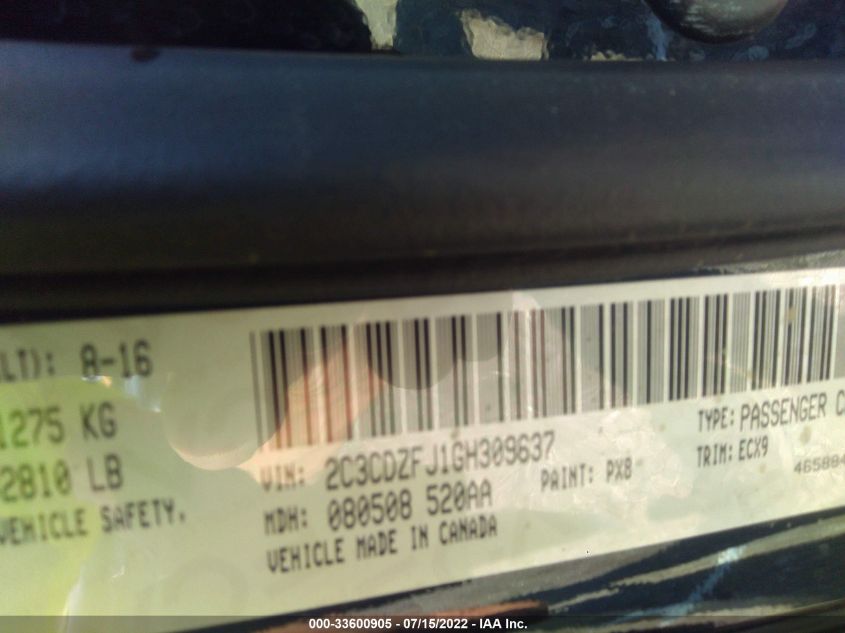 LT): 8-16
1275 KG
2810 LB
VEHICLE SAFETY.
VIN: 2C3CDZFJ1GH309637
MDH: 080508 520AA
VEHICLE MADE IN CANADA
PAINT: PX8
TYPE: PASSENGER
TRIM: ECX9
46588
000-33600905 - 07/15/2022 - IAA Inc.